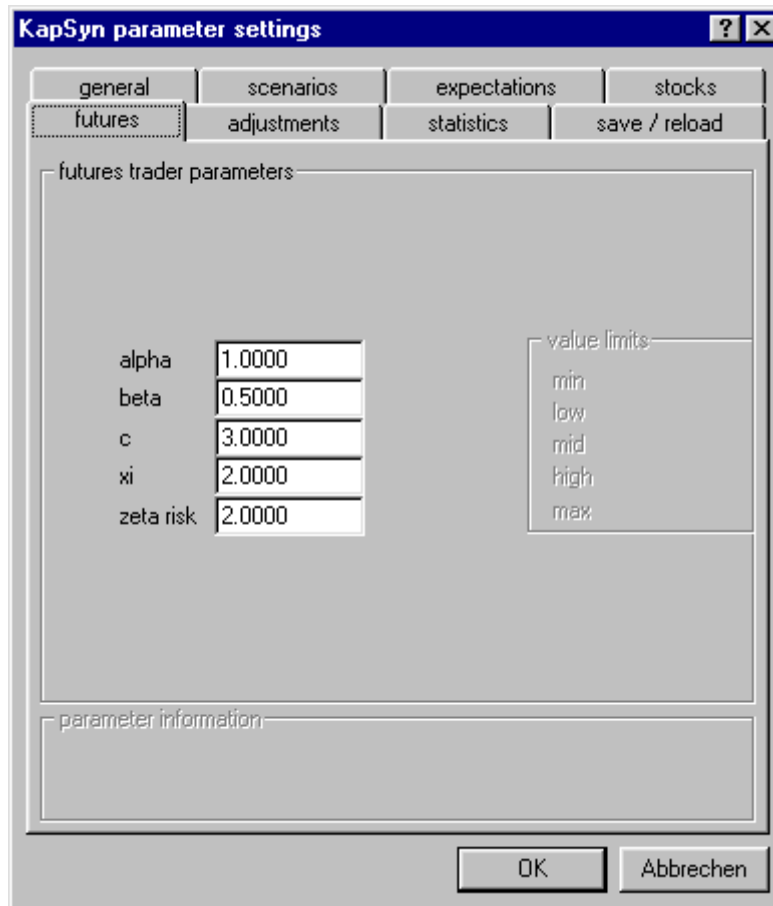 KapSyn parameter settings
general scenarios expectations stocks
futures adjustments statistics save / reload
futures trader parameters
alpha 1.0000
beta 0.5000
c 3.0000
xi 2.0000
zeta risk 2.0000
value limits
min
low
mid
high
max
parameter information
OK Abbrechen